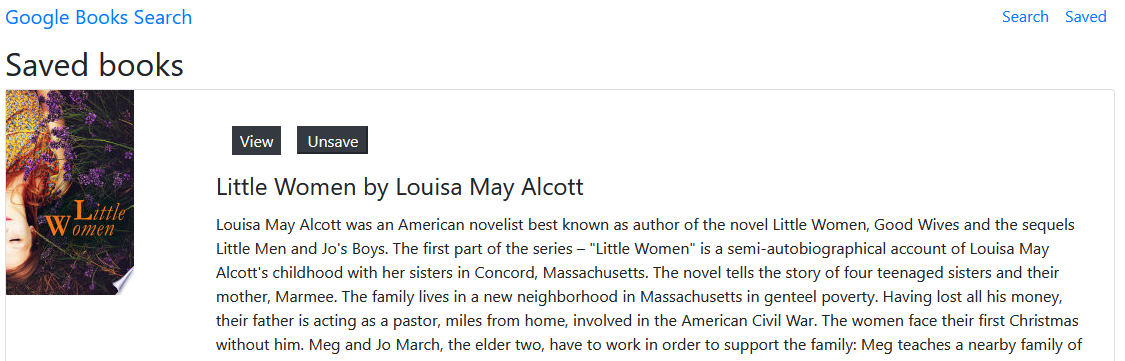 Google Books Search
Search
Saved
Saved books
View
Unsave
Little Women
Little Women by Louisa May Alcott
Louisa May Alcott was an American novelist best known as author of the novel Little Women, Good Wives and the sequels
Little Men and Jo's Boys. The first part of the series – "Little Women" is a semi-autobiographical account of Louisa May
Alcott's childhood with her sisters in Concord, Massachusetts. The novel tells the story of four teenaged sisters and their
mother, Marmee. The family lives in a new neighborhood in Massachusetts in genteel poverty. Having lost all his money,
their father is acting as a pastor, miles from home, involved in the American Civil War. The women face their first Christmas
without him. Meg and Jo March, the elder two, have to work in order to support the family: Meg teaches a nearby family of